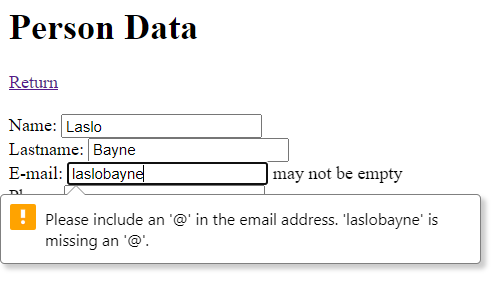 Person Data
Return
Name: Laslo
Lastname: Bayne
E-mail: laslobayne may not be empty
Please include an '@' in the email address. 'laslobayne' is
missing an '@'.